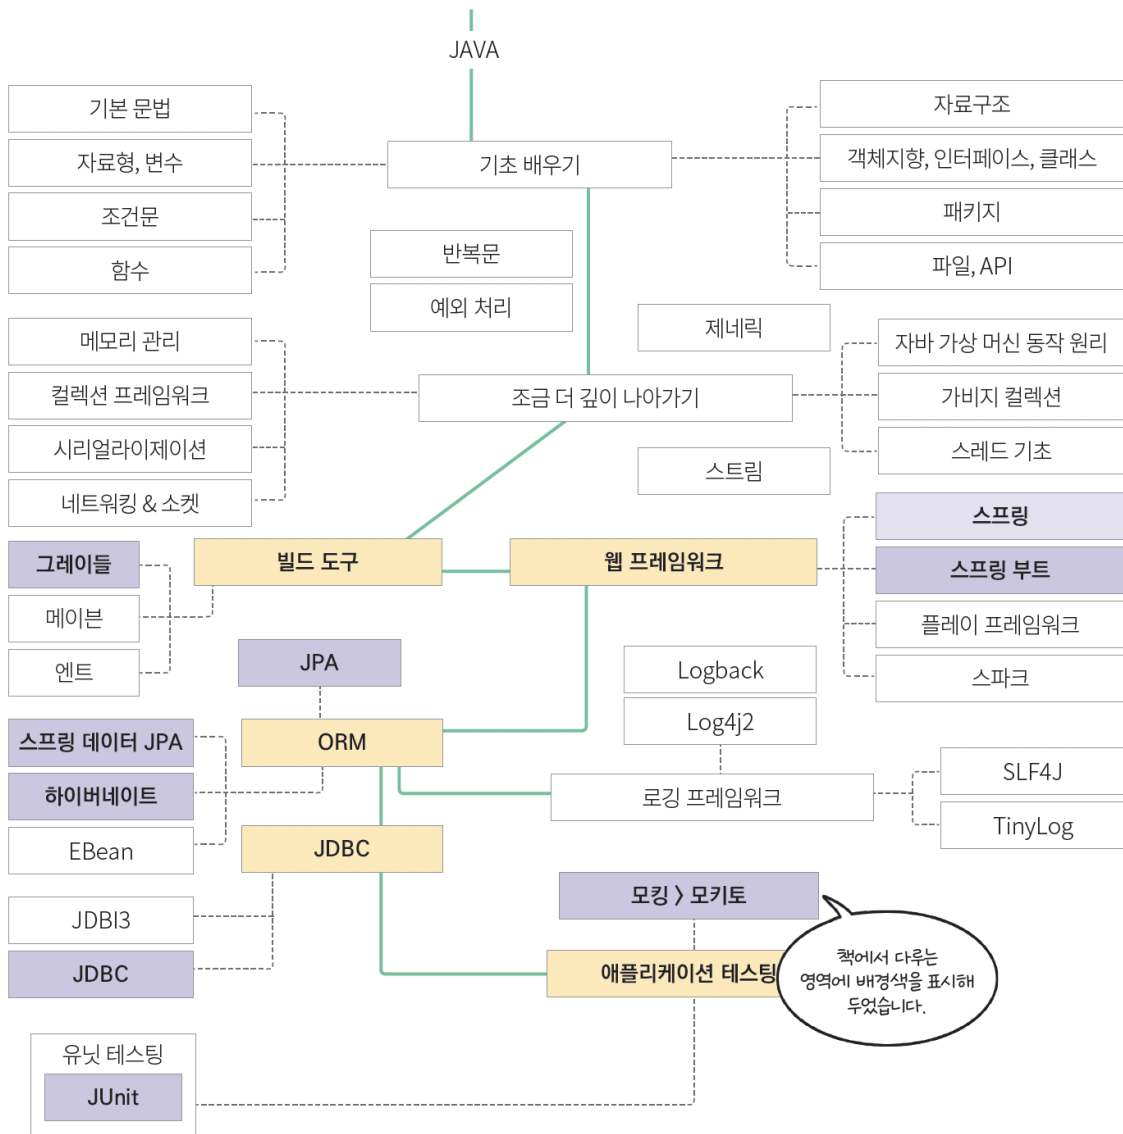 JAVA
기본 문법
자료형, 변수
조건문
함수
기초 배우기
자료구조
객체지향, 인터페이스, 클래스
패키지
파일, API
반복문
예외 처리
메모리 관리
컬렉션 프레임워크
시리얼라이제이션
네트워킹 & 소켓
조금 더 깊이 나아가기
제네릭
스트림
자바 가상 머신 동작 원리
가비지 컬렉션
스레드 기초
그레이들
메이븐
엔트
빌드 도구
웹 프레임워크
스프링
스프링 부트
플레이 프레임워크
스파크
JPA
ORM
스프링 데이터 JPA
하이버네이트
EBean
Logback
Log4j2
로깅 프레임워크
SLF4J
TinyLog
JDBC
JDBI3
JDBC
모킹 > 모키토
애플리케이션 테스팅
책에서 다루는
영역에 배경색을 표시해
두었습니다.
유닛 테스팅
JUnit